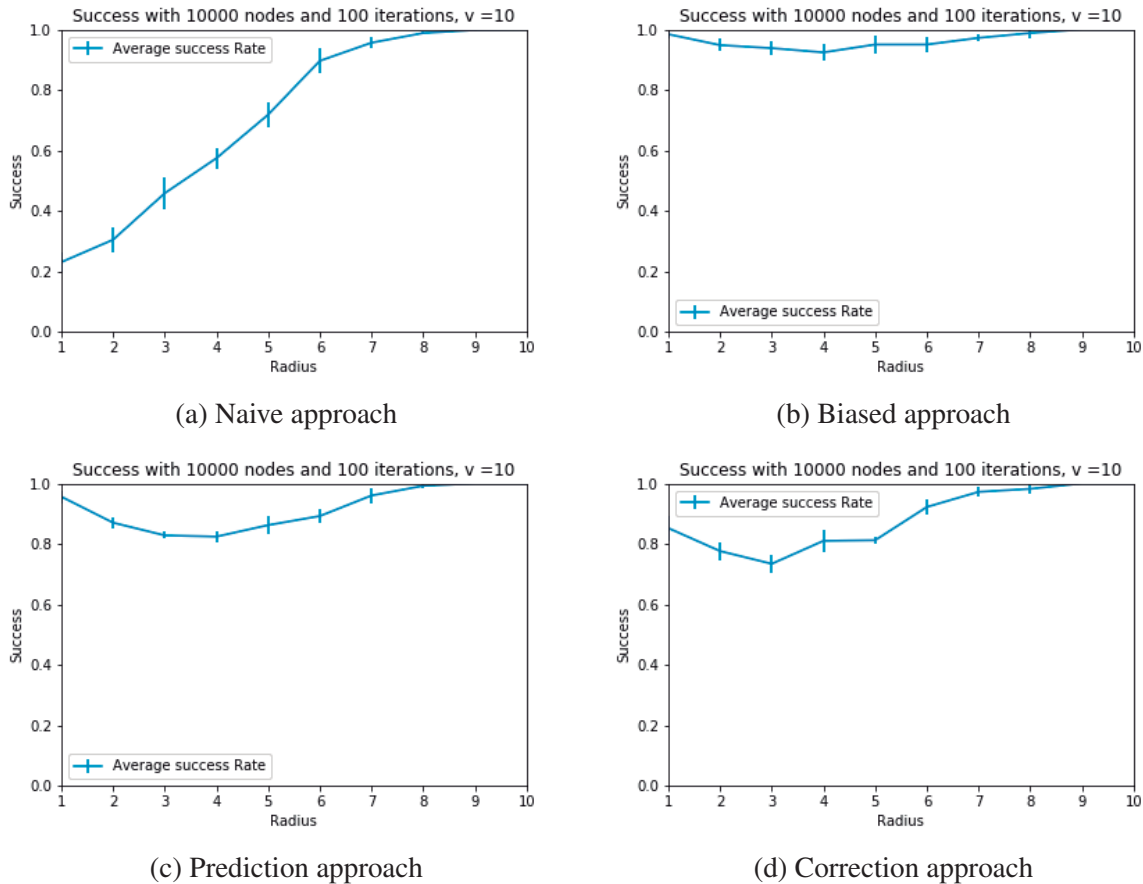 Success with 10000 nodes and 100 iterations, v =10
Average success Rate
Success
1.0
0.8
0.6
0.4
0.2
0.0
1 2 3 4 5 6 7 8 9 10
Radius
(a) Naive approach
Success with 10000 nodes and 100 iterations, v =10
Success
1.0
0.8
0.6
0.4
0.2
0.0
Average success Rate
1 2 3 4 5 6 7 8 9 10
Radius
(b) Biased approach
Success with 10000 nodes and 100 iterations, v =10
Success
1.0
0.8
0.6
0.4
0.2
0.0
Average success Rate
1 2 3 4 5 6 7 8 9 10
Radius
(c) Prediction approach
Success with 10000 nodes and 100 iterations, v =10
Average success Rate
Success
1.0
0.8
0.6
0.4
0.2
0.0
1 2 3 4 5 6 7 8 9 10
Radius
(d) Correction approach